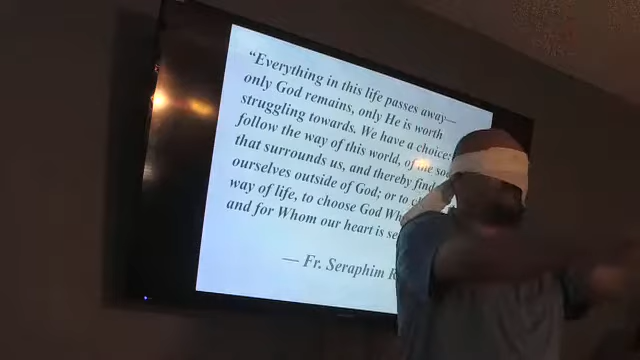 “Everything in this life passes away—
only God remains, only He is worth
struggling towards. We have a choice:
follow the way of this world, of the
that surrounds us, and thereby find
ourselves outside of God; or to
way of life, to choose God
and for Whom our heart is
— Fr. Seraphim